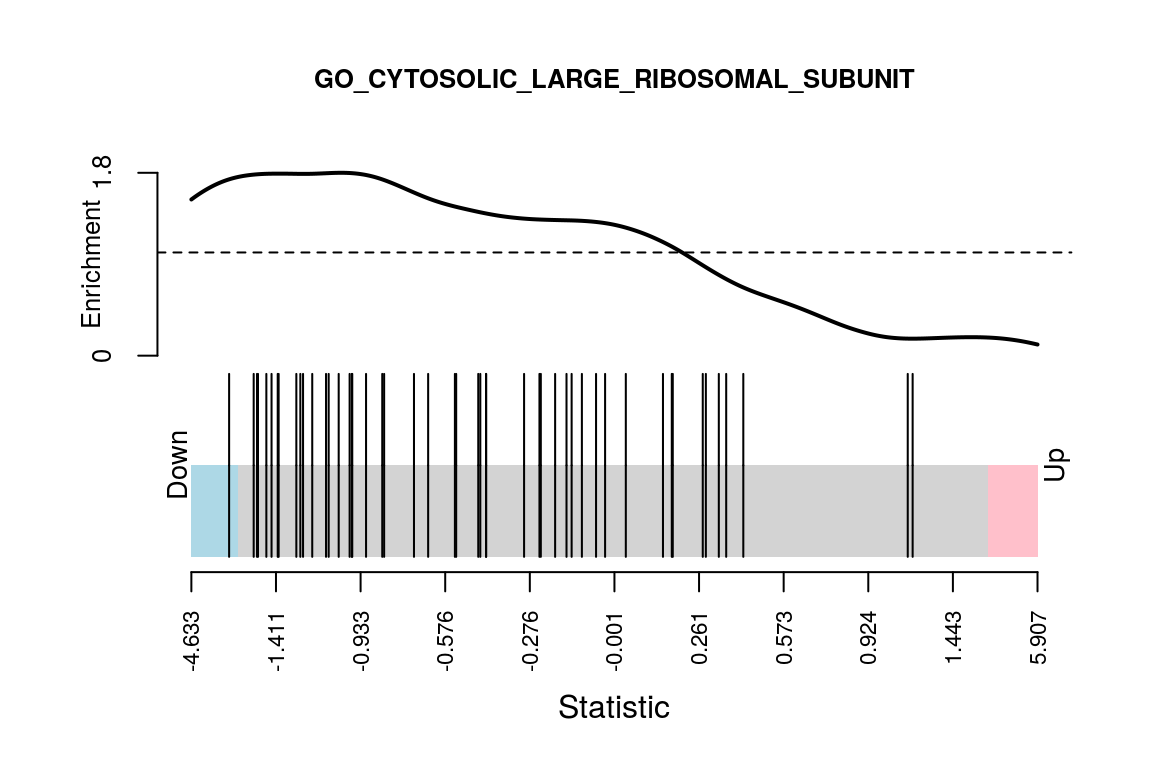 GO_CYTOSOLIC_LARGE_RIBOSOMAL_SUBUNIT
Enrichment
1.8
0
Down
Up
-4.633
-1.411
-0.933
-0.576
-0.276
-0.001
0.261
0.573
0.924
1.443
5.907
Statistic